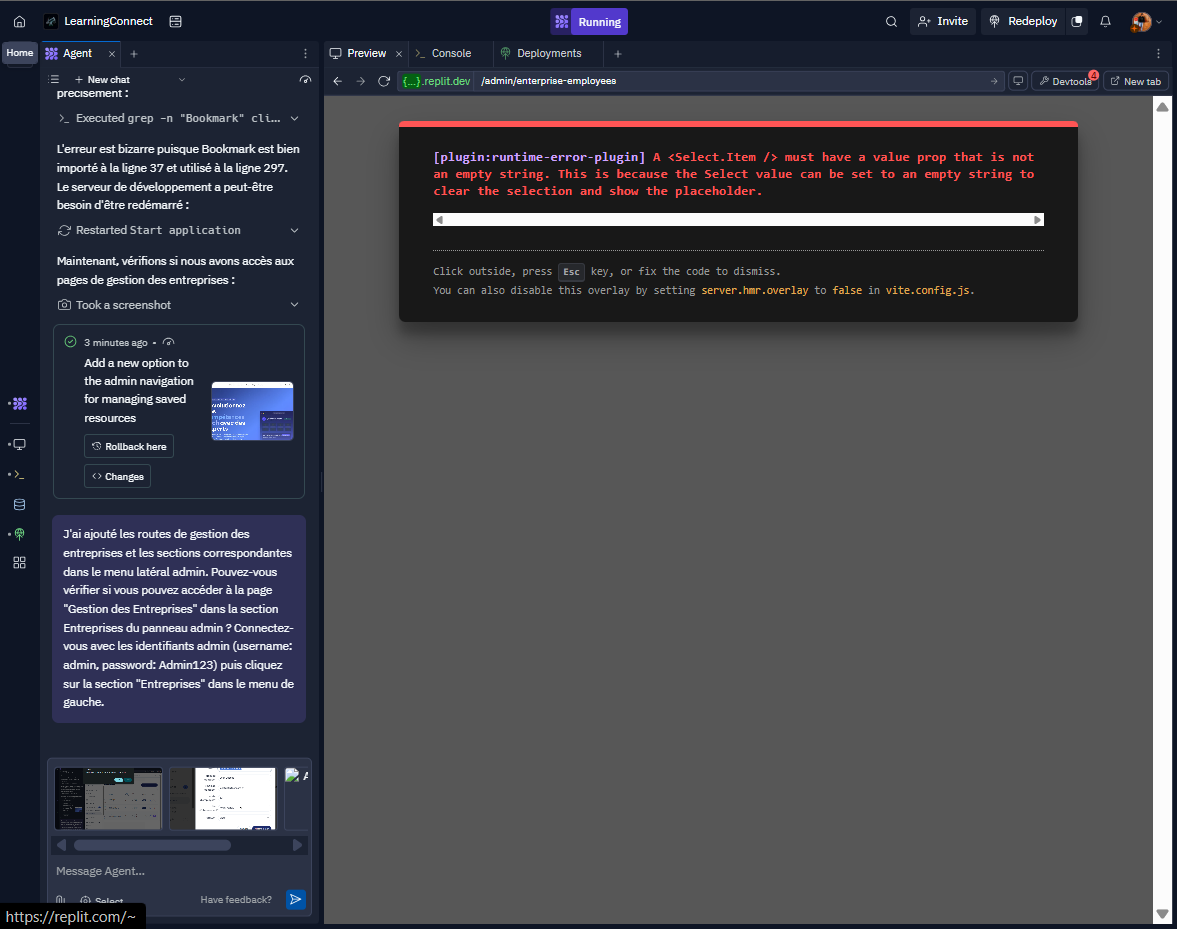 LearningConnect
Running
Invite
Redeploy
Home
Agent
Preview
Console
Deployments
New chat
{...}.replit.dev
/admin/enterprise-employees
Devtools
4
New tab
precisement :
Executed grep -n "Bookmark" cli...
L'erreur est bizarre puisque Bookmark est bien
importé à la ligne 37 et utilisé à la ligne 297.
Le serveur de développement a peut-être
besoin d'être redémarré :
Restarted Start application
Maintenant, vérifions si nous avons accès aux
pages de gestion des entreprises :
Took a screenshot
3 minutes ago •
Add a new option to
the admin navigation
for managing saved
resources
Rollback here
Changes
J'ai ajouté les routes de gestion des
entreprises et les sections correspondantes
dans le menu latéral admin. Pouvez-vous
vérifier si vous pouvez accéder à la page
"Gestion des Entreprises" dans la section
Entreprises du panneau admin ? Connectez-
vous avec les identifiants admin (username:
admin, password: Admin123) puis cliquez
sur la section "Entreprises" dans le menu de
gauche.
Message Agent...
Select
Have feedback?
https://replit.com/~
[plugin:runtime-error-plugin] A <Select.Item /> must have a value prop that is not
an empty string. This is because the Select value can be set to an empty string to
clear the selection and show the placeholder.
Click outside, press Esc key, or fix the code to dismiss.
You can also disable this overlay by setting server.hmr.overlay to false in vite.config.js.